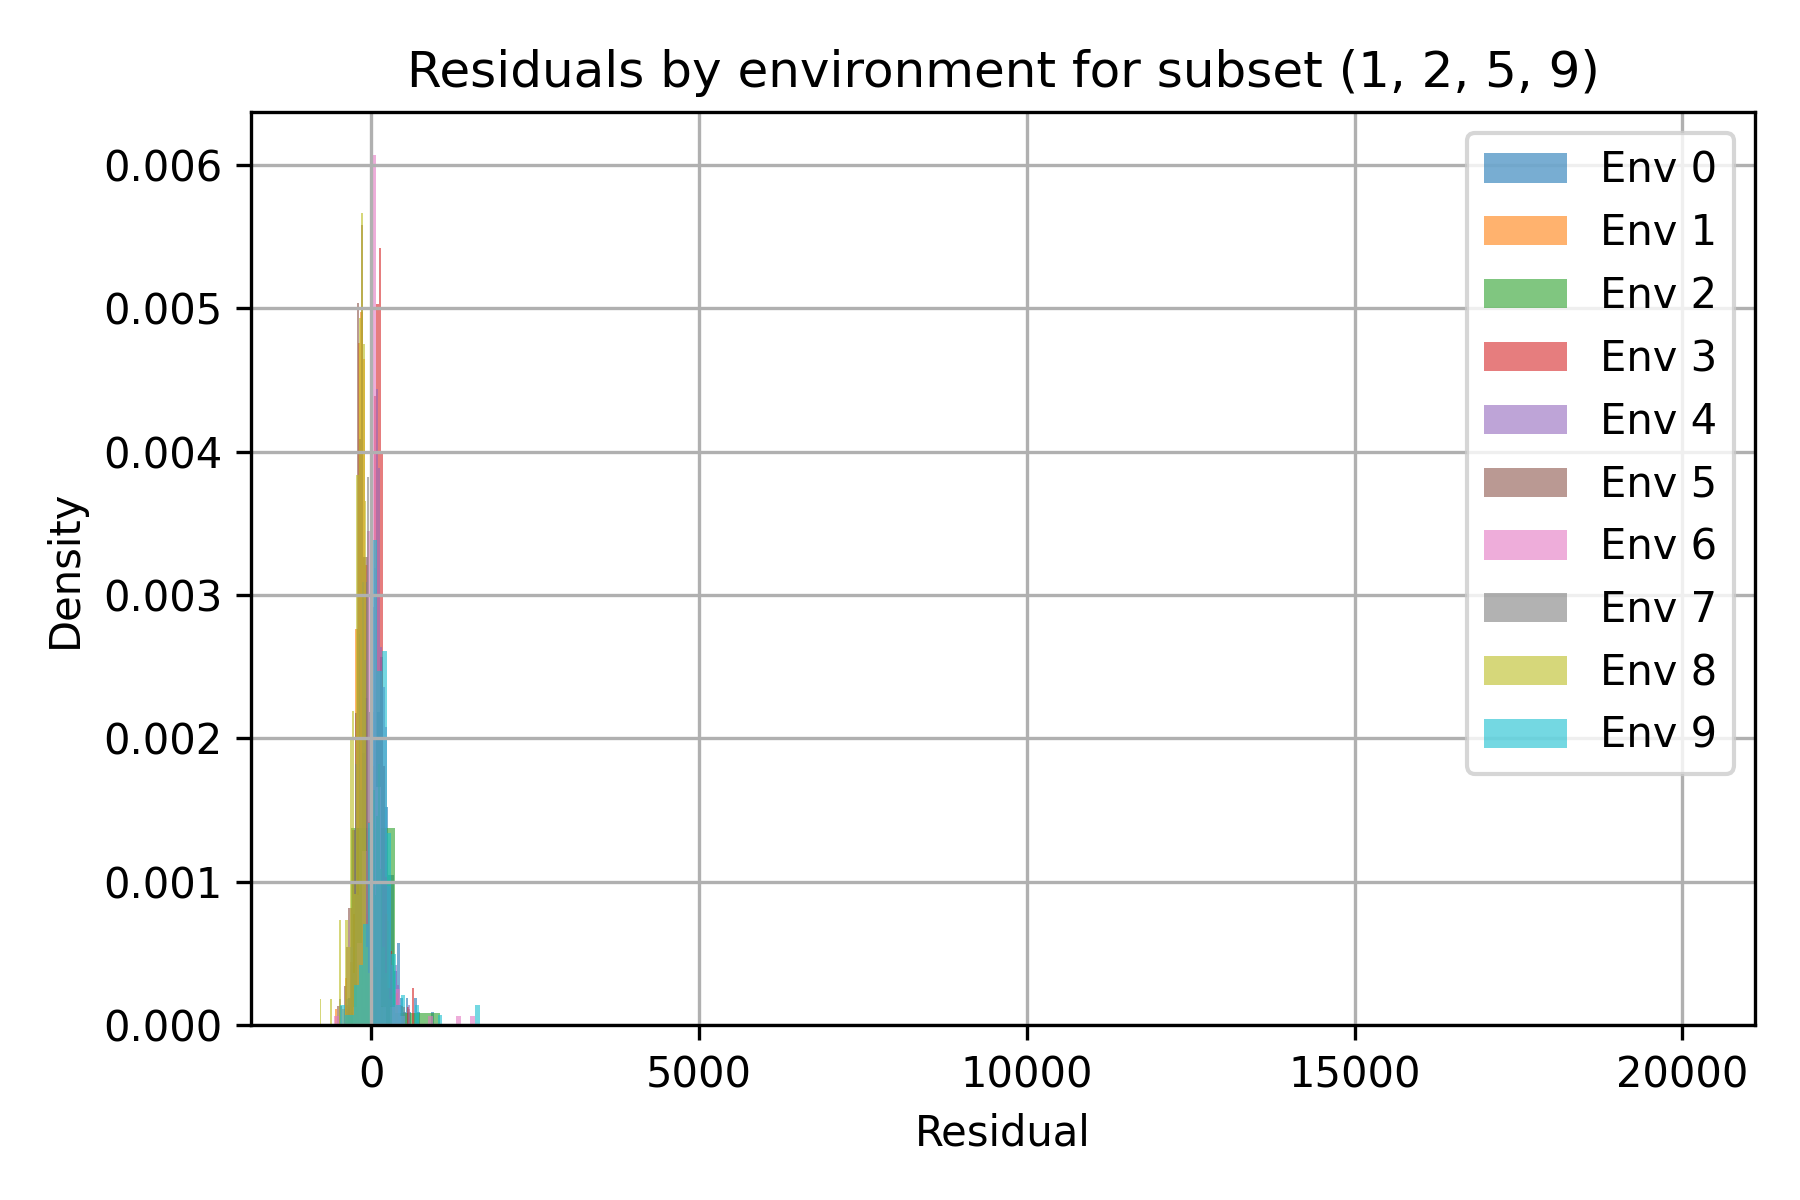 Residuals by environment for subset (1, 2, 5, 9)
0.006
0.005
0.004
0.003
0.002
0.001
0.000
Density
Env 0
Env 1
Env 2
Env 3
Env 4
Env 5
Env 6
Env 7
Env 8
Env 9
0 5000 10000 15000 20000
Residual